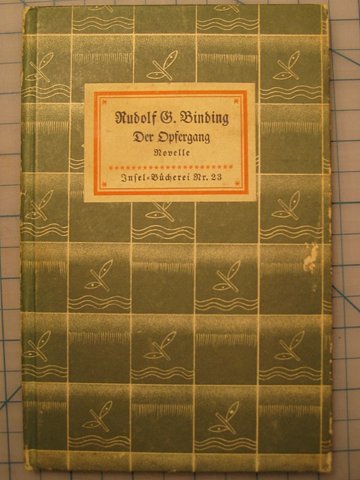 Rudolf G. Binding
Der Opfergang
Novelle
Insel-Bücherei Nr. 23